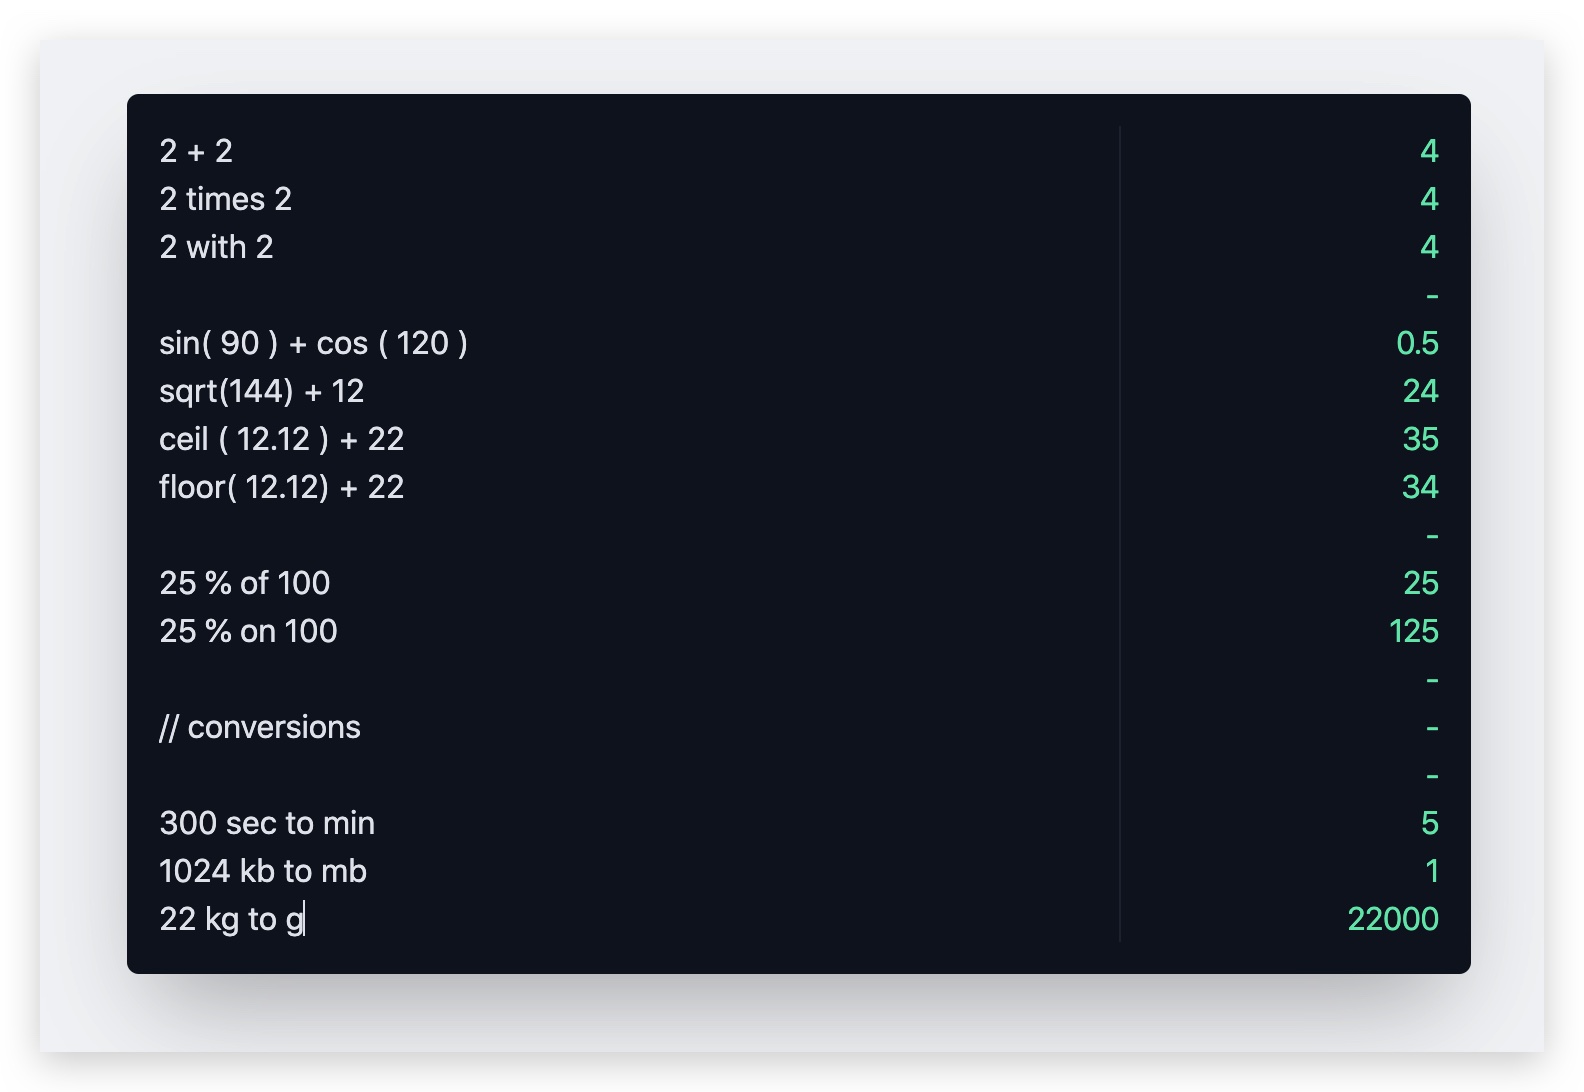 2 + 2 4
2 times 2 4
2 with 2 4
-
sin( 90 ) + cos ( 120 ) 0.5
sqrt(144) + 12 24
ceil ( 12.12 ) + 22 35
floor( 12.12) + 22 34
-
25 % of 100 25
25 % on 100 125
-
// conversions -
-
300 sec to min 5
1024 kb to mb 1
22 kg to g 22000